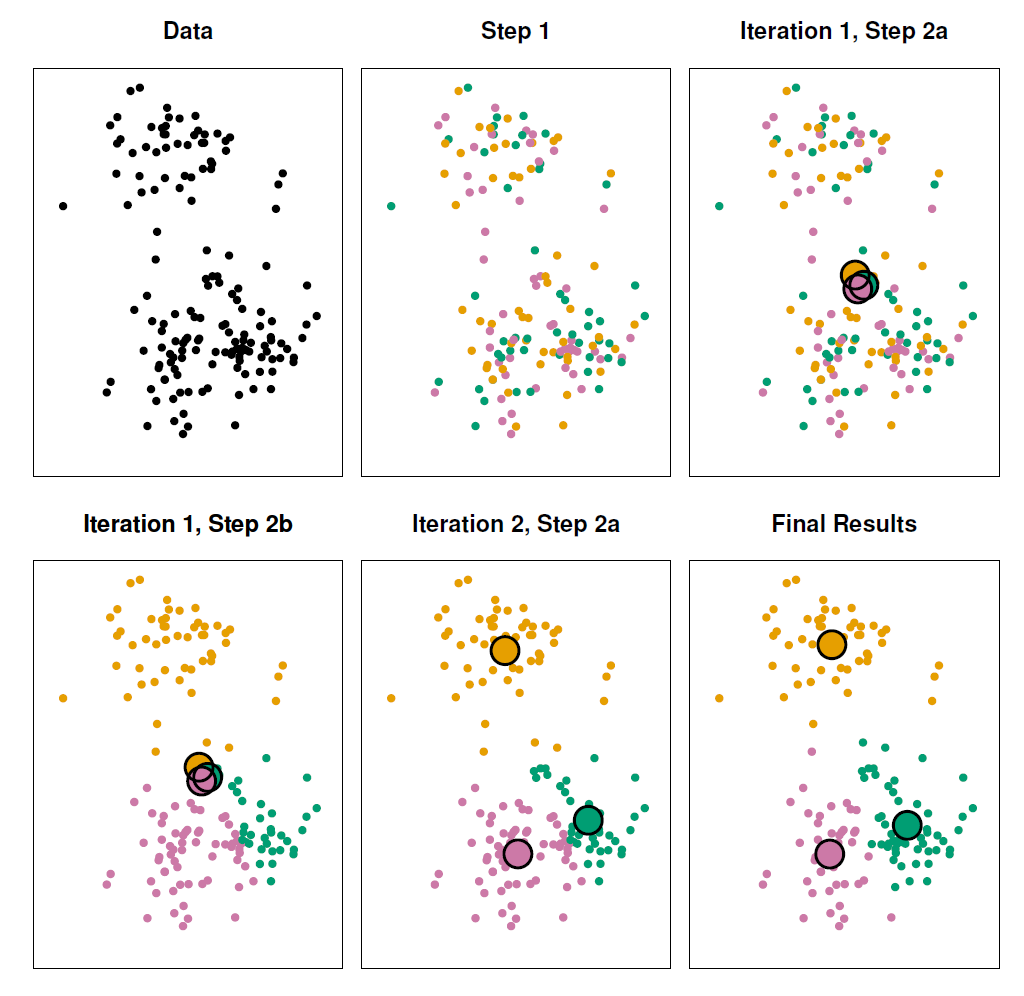 Data
Step 1
Iteration 1, Step 2a
Iteration 1, Step 2b
Iteration 2, Step 2a
Final Results